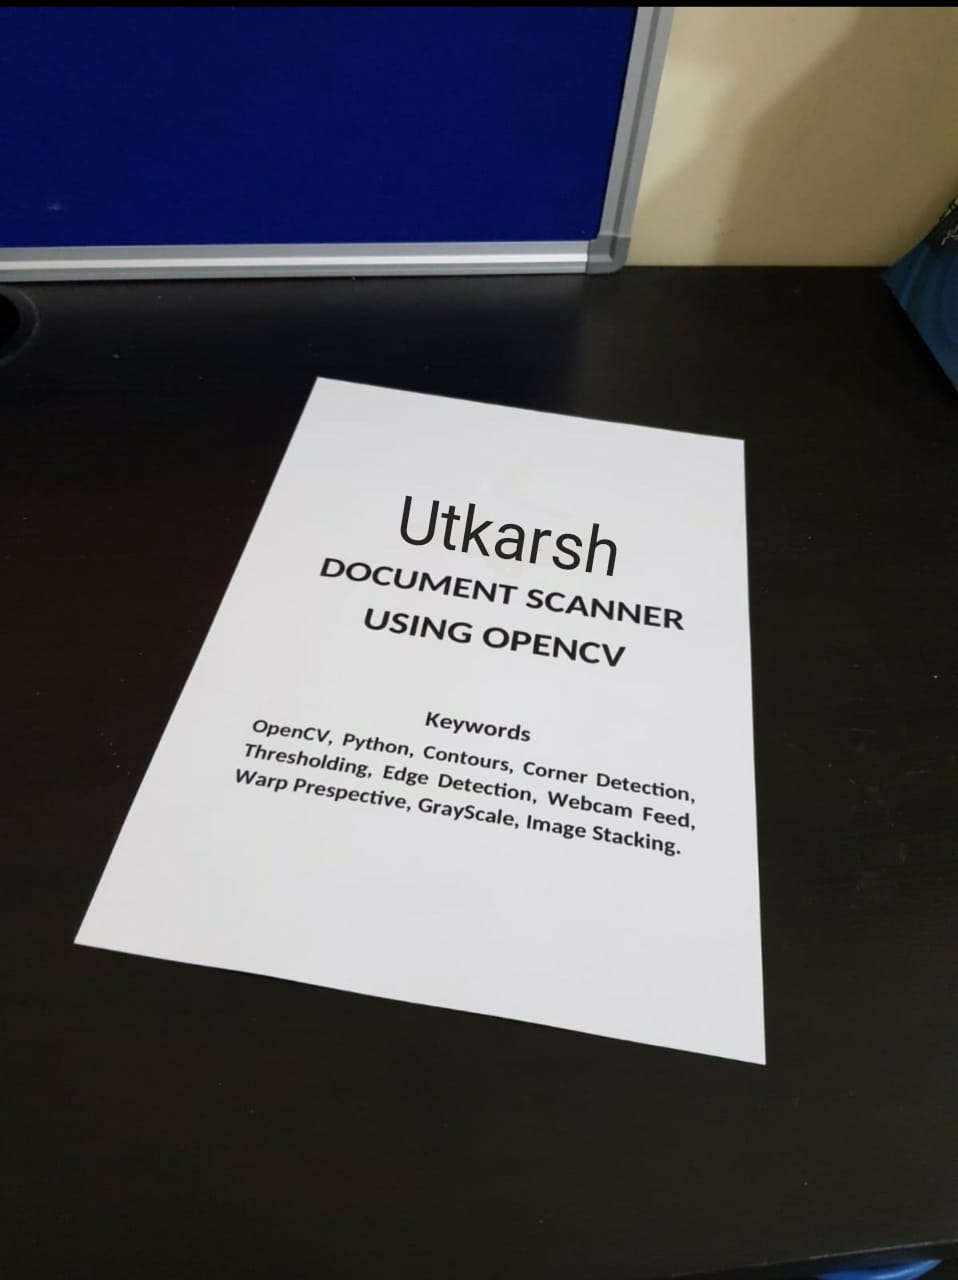 Utkarsh
DOCUMENT SCANNER
USING OPENCV
Keywords
OpenCV, Python, Contours, Corner Detection,
Thresholding, Edge Detection, Webcam Feed,
Warp Prespective, GrayScale, Image Stacking.